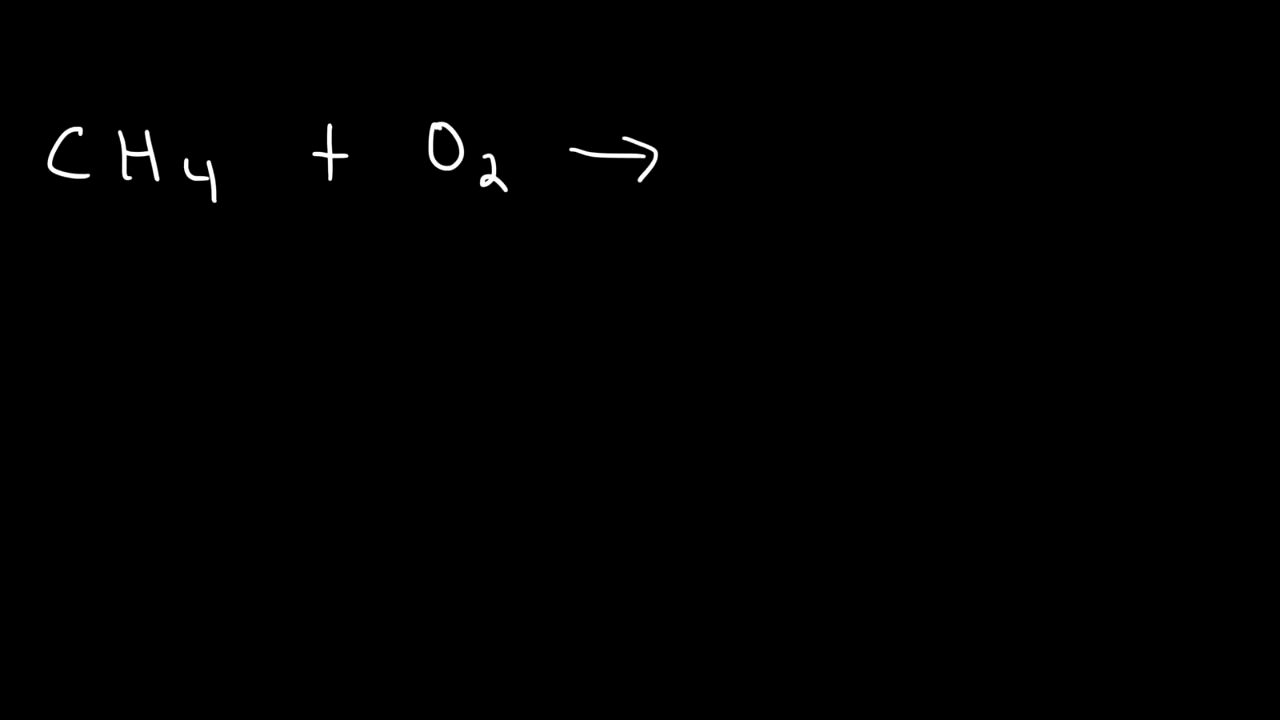 CH₄ + O₂ →